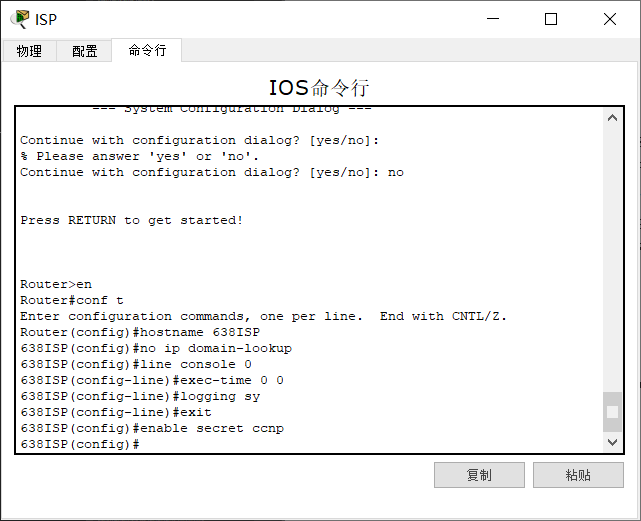 ISP
物理 配置 命令行
IOS命令行
--- System Configuration Dialog ---
Continue with configuration dialog? [yes/no]:
% Please answer 'yes' or 'no'.
Continue with configuration dialog? [yes/no]: no
Press RETURN to get started!
Router>en
Router#conf t
Enter configuration commands, one per line.  End with CNTL/Z.
Router(config)#hostname 638ISP
638ISP(config)#no ip domain-lookup
638ISP(config)#line console 0
638ISP(config-line)#exec-time 0 0
638ISP(config-line)#logging sy
638ISP(config-line)#exit
638ISP(config)#enable secret ccnp
638ISP(config)#
复制 粘贴